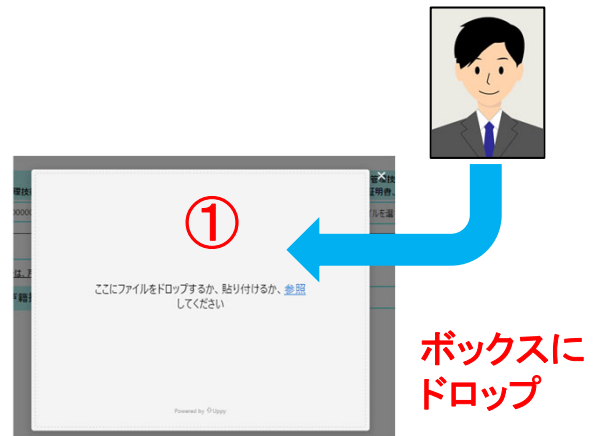 ①
ここにファイルをドロップするか、貼り付けるか、参照
してください
Powered by Uppy
ボックスに
ドロップ